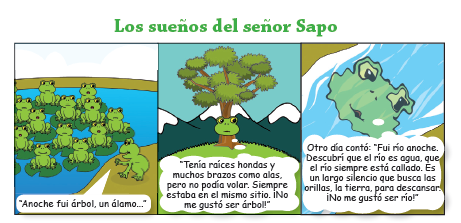 Los sueños del señor Sapo
“Anoche fui árbol, un álamo...”
“Tenía raíces hondas y
muchos brazos como alas,
pero no podía volar. Siempre
estaba en el mismo sitio. ¡No
me gustó ser árbol!”
Otro día contó: “Fui río anoche.
Descubrí que el río es agua, que
el río siempre está callado. Es
un largo silencio que busca las
orillas, la tierra, para descansar.
¡No me gustó ser río!”